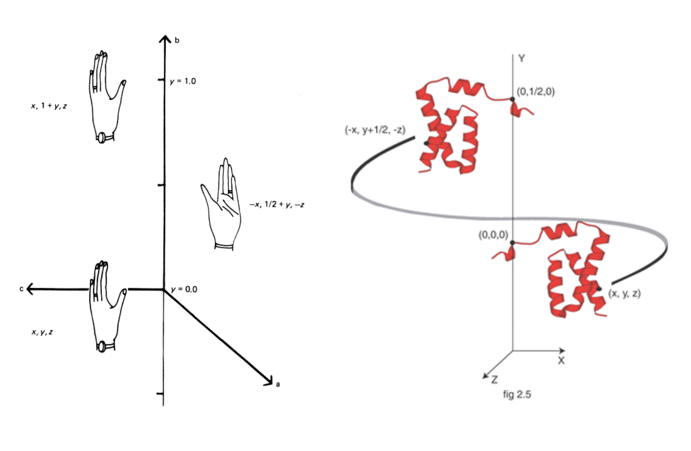 b
y = 1.0
x, 1 + y, z
−x, 1/2 + y, −z
c
y = 0.0
x, y, z
a
Y
(0,1/2,0)
(-x, y+1/2, -z)
(0,0,0)
(x, y, z)
X
Z
fig 2.5